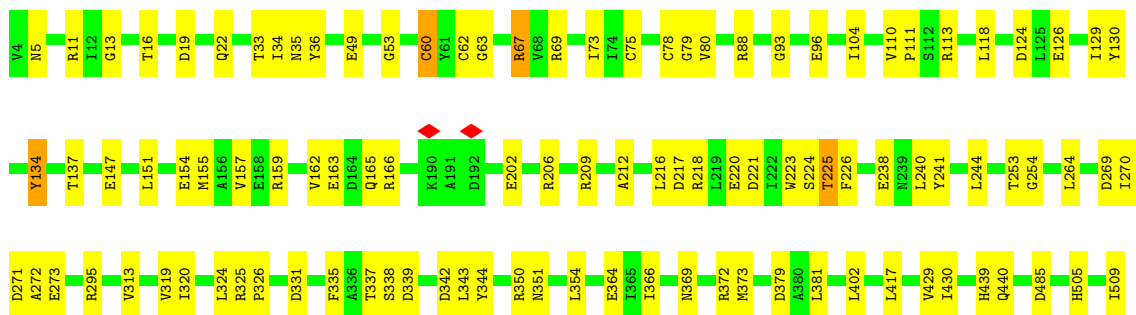 V4 N5 R11 I12 G13 T16 D19 Q22 T33 I34 N35 Y36 E49 G53 C60 Y61 C62 G63 R67 V68 R69 I73 I74 C75 C78 G79 V80 R88 G93 E96 I104 V110 P111 S112 R113 L118 D124 L125 E126 I129 Y130
Y134 T137 E147 L151 E154 M155 A156 V157 E158 R159 V162 E163 D164 Q165 R166 K190 A191 D192 E202 R206 R209 A212 L216 D217 R218 L219 E220 D221 I222 W223 S224 T225 F226 E238 N239 L240 Y241 L244 T253 G254 L264 D269 I270
D271 A272 E273 R295 V313 V319 I320 L324 R325 P326 D331 F335 A336 T337 S338 D339 D342 L343 Y344 R350 N351 L354 E364 I365 I366 N369 R372 M373 D379 A380 L381 L402 L417 V429 I430 H439 Q440 D485 H505 I509